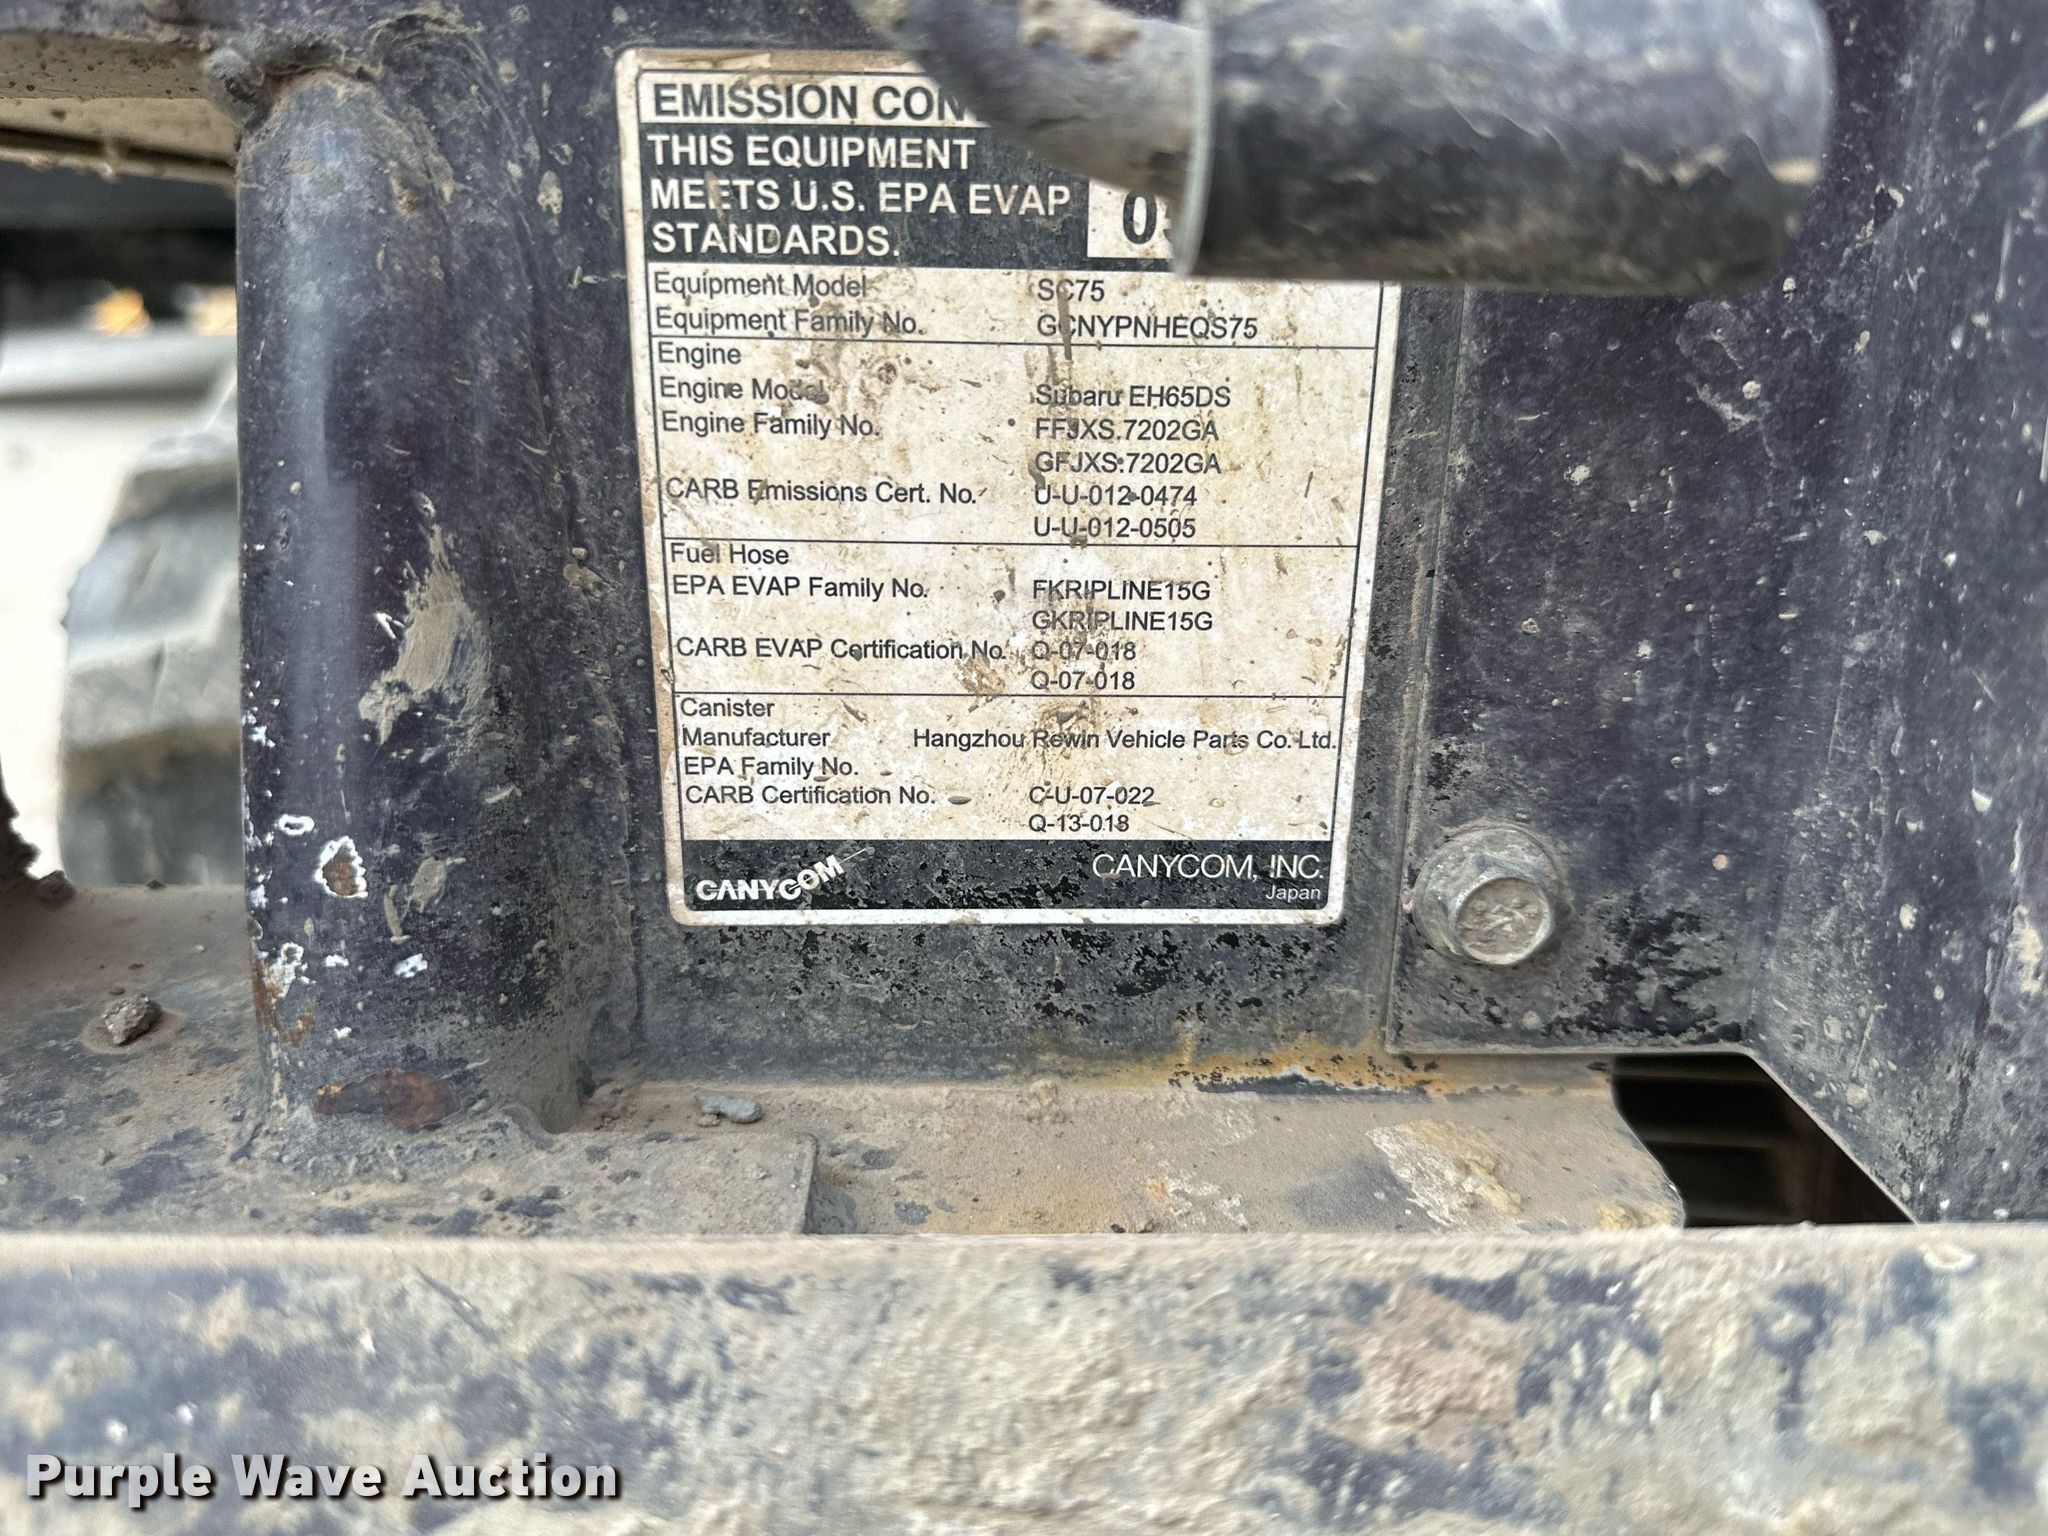 EMISSION CON
THIS EQUIPMENT
MEETS U.S. EPA EVAP
STANDARDS.
Equipment Model SC75
Equipment Family No. GCNYPNHEQS75
Engine
Engine Model Subaru EH65DS
Engine Family No. FFJXS.7202GA
GFJXS.7202GA
CARB Emissions Cert. No. U-U-012-0474
U-U-012-0505
Fuel Hose
EPA EVAP Family No. FKRIPLINE15G
GKRIPLINE15G
CARB EVAP Certification No. Q-07-018
Q-07-018
Canister
Manufacturer Hangzhou Rewin Vehicle Parts Co. Ltd.
EPA Family No.
CARB Certification No. C-U-07-022
Q-13-018
CANYCOM CANYCOM, INC.
Japan
Purple Wave Auction